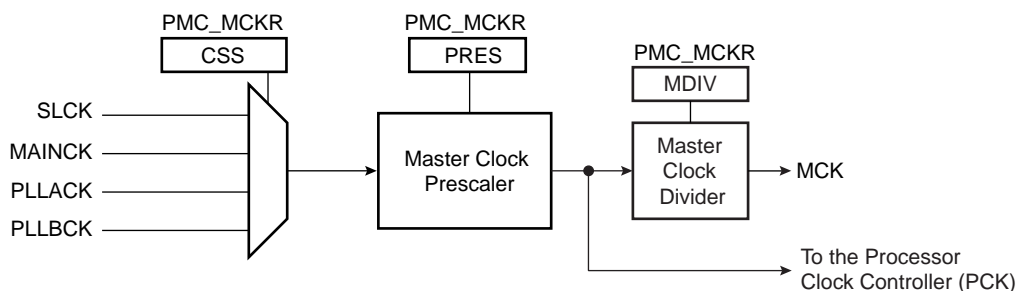 PMC_MCKR
CSS
PMC_MCKR
PRES
PMC_MCKR
MDIV
SLCK
MAINCK
PLLACK
PLLBCK
Master Clock
Prescaler
Master
Clock
Divider
MCK
To the Processor
Clock Controller (PCK)